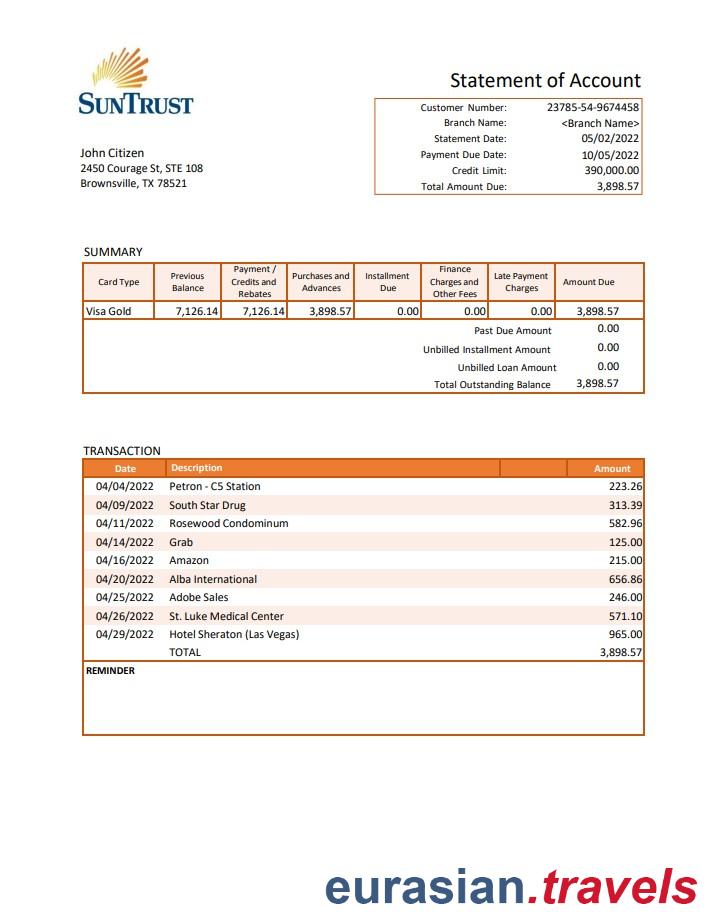 SUNTRUST
Statement of Account
Customer Number: 23785-54-9674458
Branch Name: <Branch Name>
Statement Date: 05/02/2022
Payment Due Date: 10/05/2022
Credit Limit: 390,000.00
Total Amount Due: 3,898.57
John Citizen
2450 Courage St, STE 108
Brownsville, TX 78521
SUMMARY
Card Type
Previous
Balance
Payment /
Credits and
Rebates
Purchases and
Advances
Installment
Due
Finance
Charges and
Other Fees
Late Payment
Charges
Amount Due
Visa Gold 7,126.14 7,126.14 3,898.57 0.00 0.00 0.00 3,898.57
Past Due Amount 0.00
Unbilled Installment Amount 0.00
Unbilled Loan Amount 0.00
Total Outstanding Balance 3,898.57
TRANSACTION
Date Description Amount
04/04/2022 Petron - C5 Station 223.26
04/09/2022 South Star Drug 313.39
04/11/2022 Rosewood Condominum 582.96
04/14/2022 Grab 125.00
04/16/2022 Amazon 215.00
04/20/2022 Alba International 656.86
04/25/2022 Adobe Sales 246.00
04/26/2022 St. Luke Medical Center 571.10
04/29/2022 Hotel Sheraton (Las Vegas) 965.00
TOTAL 3,898.57
REMINDER
eurasian.travels